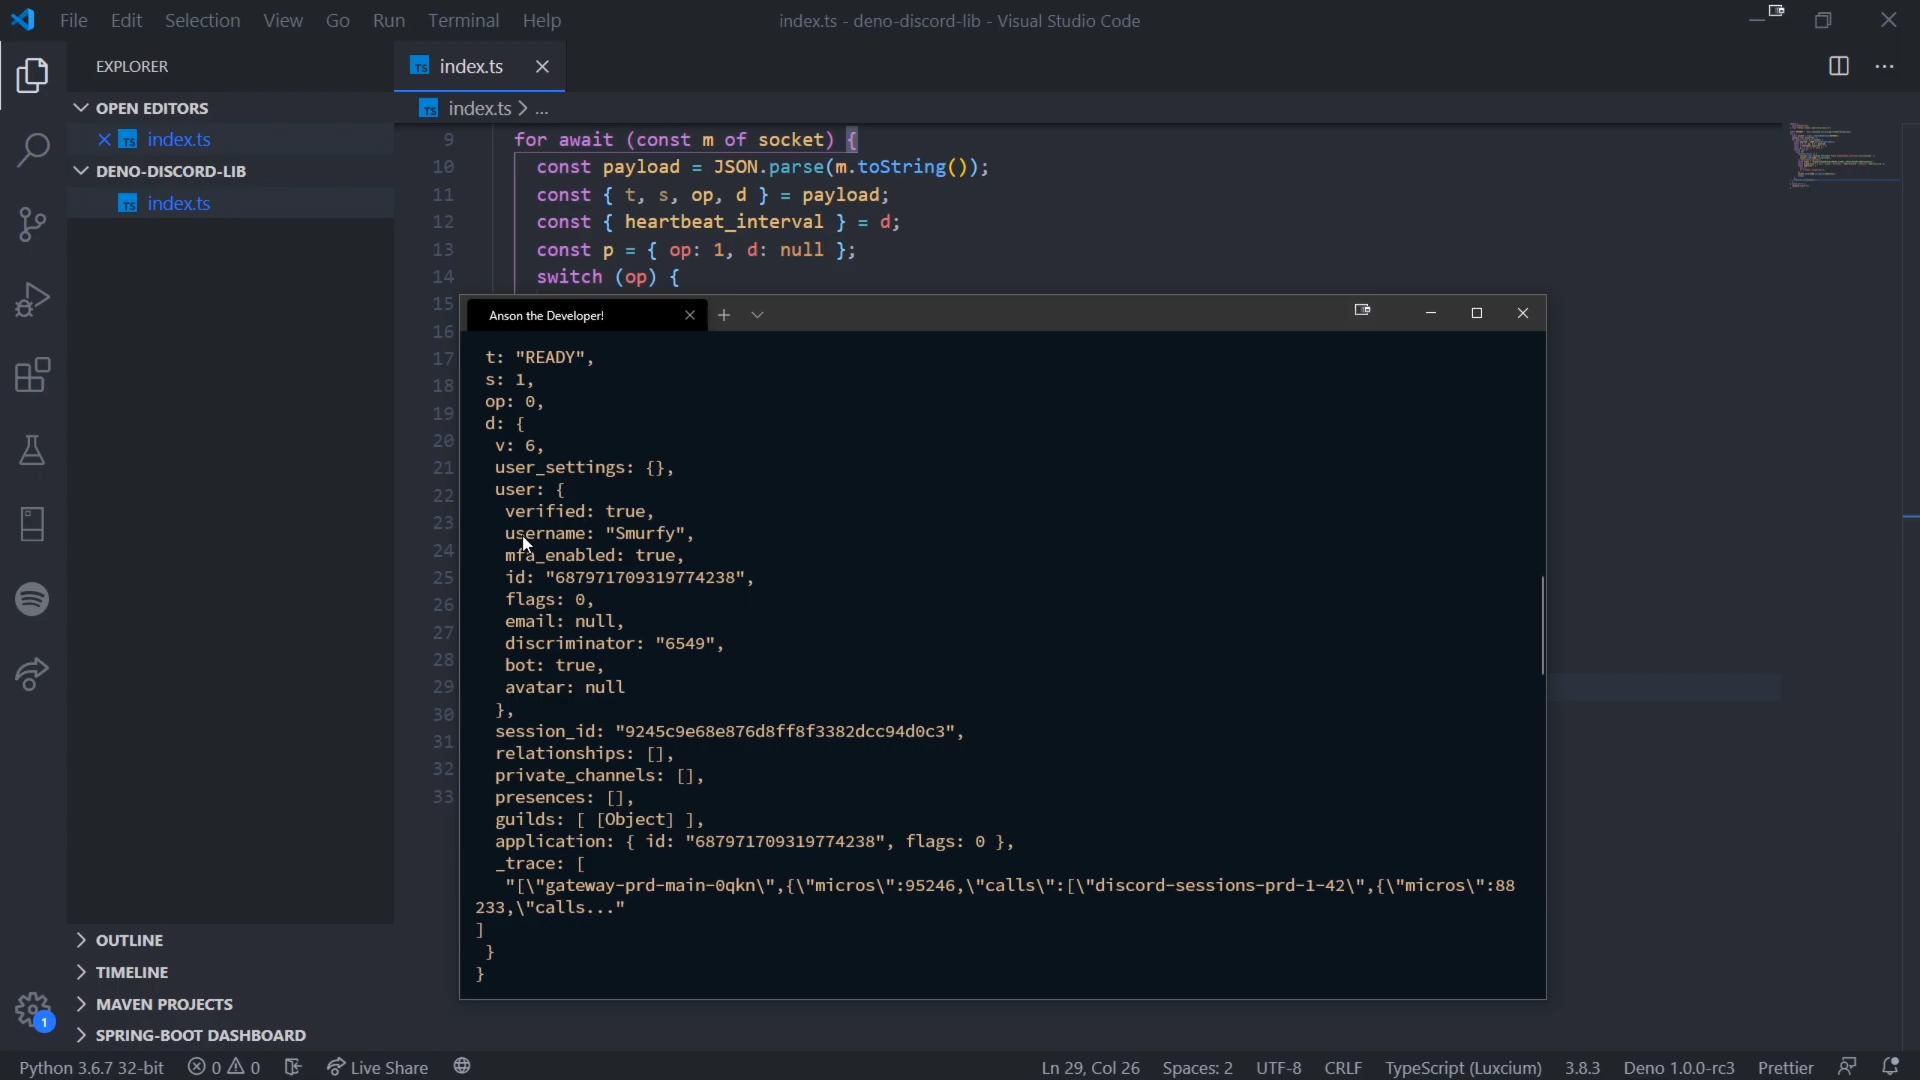 File Edit Selection View Go Run Terminal Help
index.ts - deno-discord-lib - Visual Studio Code
EXPLORER
TS index.ts
OPEN EDITORS
TS index.ts
DENO-DISCORD-LIB
TS index.ts
TS index.ts > ...
9 for await (const m of socket) {
10 const payload = JSON.parse(m.toString());
11 const { t, s, op, d } = payload;
12 const { heartbeat_interval } = d;
13 const p = { op: 1, d: null };
14 switch (op) {
15
16
17
18
19
20
21
22
23
24
25
26
27
28
29
30
31
32
33
Anson the Developer!
t: "READY",
s: 1,
op: 0,
d: {
v: 6,
user_settings: {},
user: {
verified: true,
username: "Smurfy",
mfa_enabled: true,
id: "687971709319774238",
flags: 0,
email: null,
discriminator: "6549",
bot: true,
avatar: null
},
session_id: "9245c9e68e876d8ff8f3382dcc94d0c3",
relationships: [],
private_channels: [],
presences: [],
guilds: [ [Object] ],
application: { id: "687971709319774238", flags: 0 },
_trace: [
"[\"gateway-prd-main-0qkn\",{\"micros\":95246,\"calls\":[\"discord-sessions-prd-1-42\",{\"micros\":88
233,\"calls..."
]
}
}
OUTLINE
TIMELINE
MAVEN PROJECTS
SPRING-BOOT DASHBOARD
1
Python 3.6.7 32-bit 0 0 Live Share Ln 29, Col 26 Spaces: 2 UTF-8 CRLF TypeScript (Luxcium) 3.8.3 Deno 1.0.0-rc3 Prettier